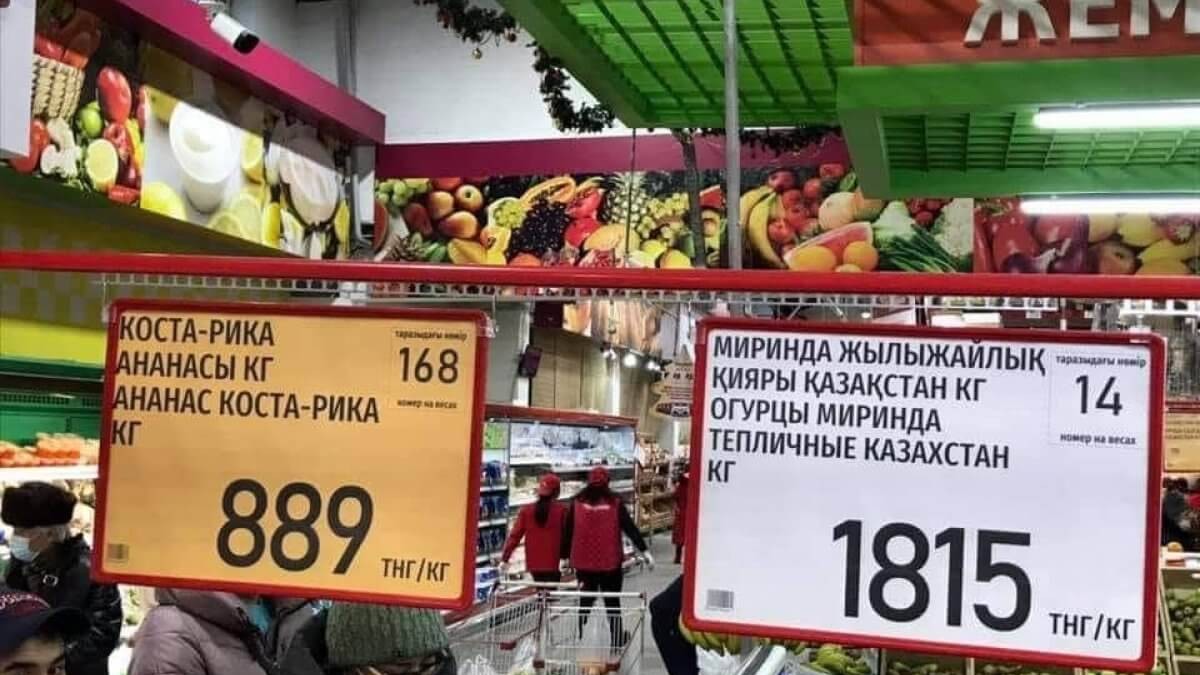 ЖЕМ
КОСТА-РИКА
АНАНАСЫ КГ
АНАНАС КОСТА-РИКА
КГ
таразыдағы нөмір
168
номер на весах
889
ТНГ/КГ
МИРИНДА ЖЫЛЫЖАЙЛЫҚ
ҚИЯРЫ ҚАЗАҚСТАН КГ
ОГУРЦЫ МИРИНДА
ТЕПЛИЧНЫЕ КАЗАХСТАН
КГ
таразыдағы нөмір
14
номер на весах
1815
ТНГ/КГ